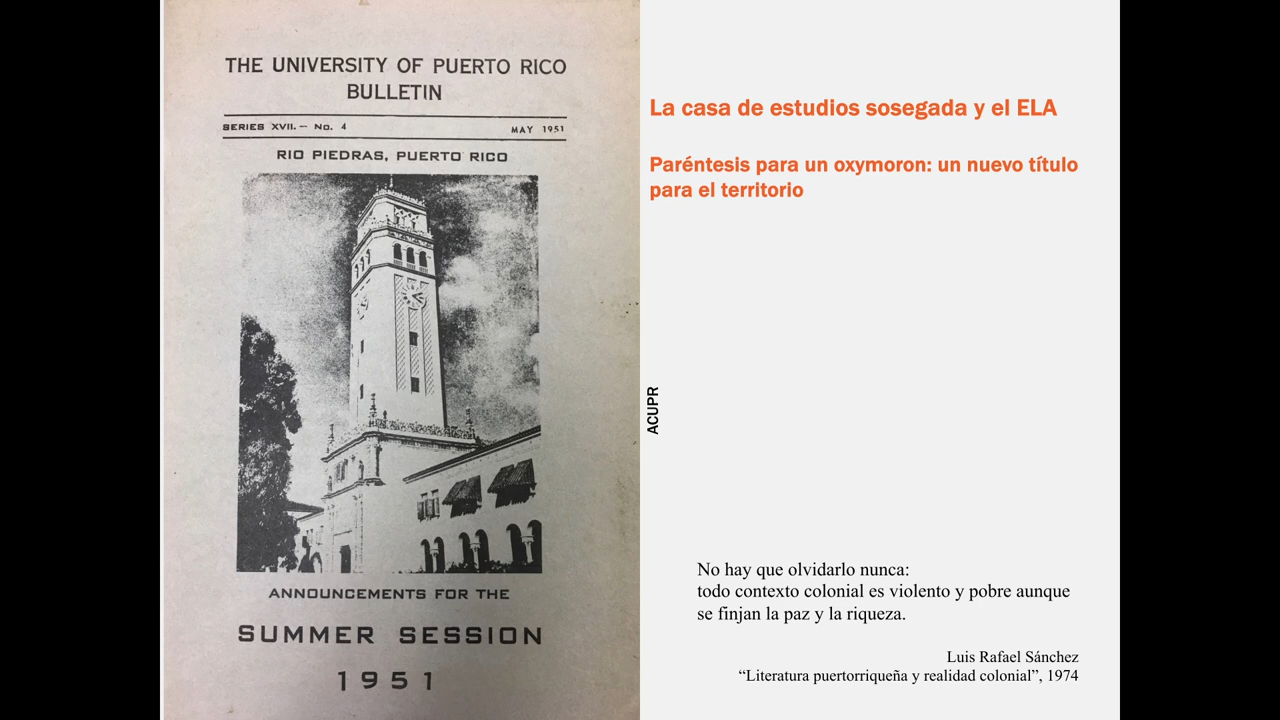 THE UNIVERSITY OF PUERTO RICO
BULLETIN
SERIES XVII. – No. 4
MAY 1951
RIO PIEDRAS, PUERTO RICO
ANNOUNCEMENTS FOR THE
SUMMER SESSION
1951
La casa de estudios sosegada y el ELA
Paréntesis para un oxymoron: un nuevo título
para el territorio
ACUPR
No hay que olvidarlo nunca:
todo contexto colonial es violento y pobre aunque
se finjan la paz y la riqueza.
Luis Rafael Sánchez
“Literatura puertorriqueña y realidad colonial”, 1974